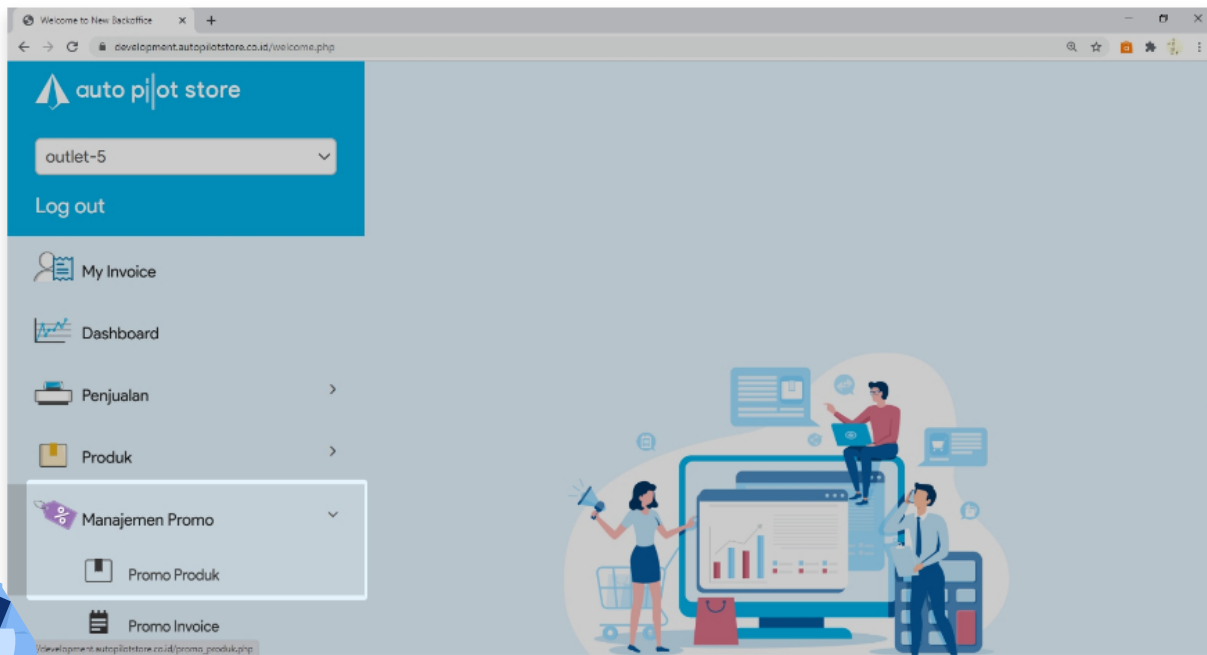 Welcome to New Backoffice
development.autopilotstore.co.id/welcome.php
auto pilot store
outlet-5
Log out
My Invoice
Dashboard
Penjualan
Produk
Manajemen Promo
Promo Produk
Promo Invoice
/development.autopilotstore.co.id/promo_produk.php